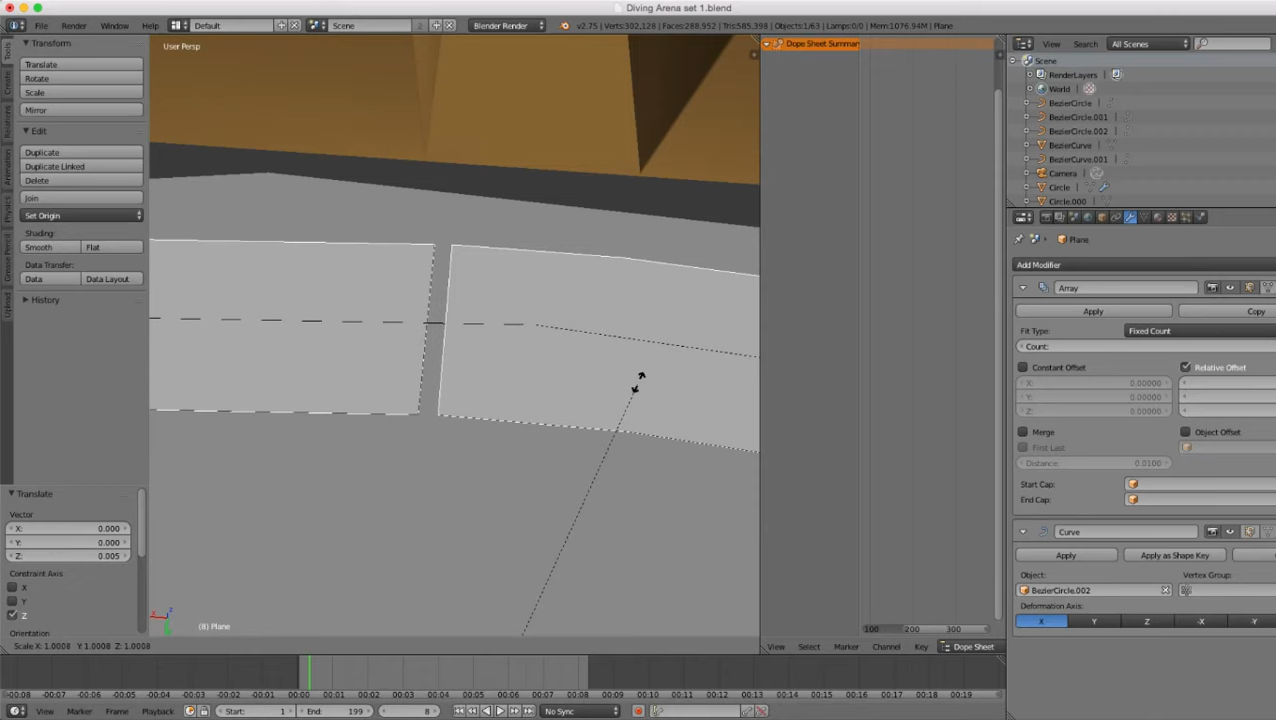 Diving Arena set 1.blend
File Render Window Help Default Scene 2 Blender Render v2.75 | Verts:302,128 | Faces:288,952 | Tris:585,398 | Objects:1/63 | Lamps:0/0 | Mem:1076.94M | Plane
Tools
Create
Relations
Animation
Physics
Grease Pencil
Upload
Transform
Translate
Rotate
Scale
Mirror
Edit
Duplicate
Duplicate Linked
Delete
Join
Set Origin
Shading:
Smooth Flat
Data Transfer:
Data Data Layout
History
Translate
Vector
X: 0.000
Y: 0.000
Z: 0.005
Constraint Axis
X
Y
Z
Orientation
User Persp
(8) Plane
x z
Scale X: 1.0008 Y: 1.0008 Z: 1.0008
Dope Sheet Summary
100 200 300
View Select Marker Channel Key Dope Sheet
View Search All Scenes
Scene
RenderLayers
World
BezierCircle
BezierCircle.001
BezierCircle.002
BezierCurve
BezierCurve.001
Camera
Circle
Circle.000
Plane
Add Modifier
Array
Apply Copy
Fit Type: Fixed Count
Count:
Constant Offset Relative Offset
X: 0.00000
Y: 0.00000
Z: 0.00000
Merge Object Offset
First Last
Distance: 0.0100
Start Cap:
End Cap:
Curve
Apply Apply as Shape Key
Object: Vertex Group:
BezierCircle.002
Deformation Axis:
X Y Z -X -Y
-00:08 -00:07 -00:06 -00:05 -00:04 -00:03 -00:02 -00:01 00:00 00:01 00:02 00:03 00:04 00:05 00:06 00:07 00:08 00:09 00:10 00:11 00:12 00:13 00:14 00:15 00:16 00:17 00:18 00:19
View Marker Frame Playback Start: 1 End: 199 8 No Sync